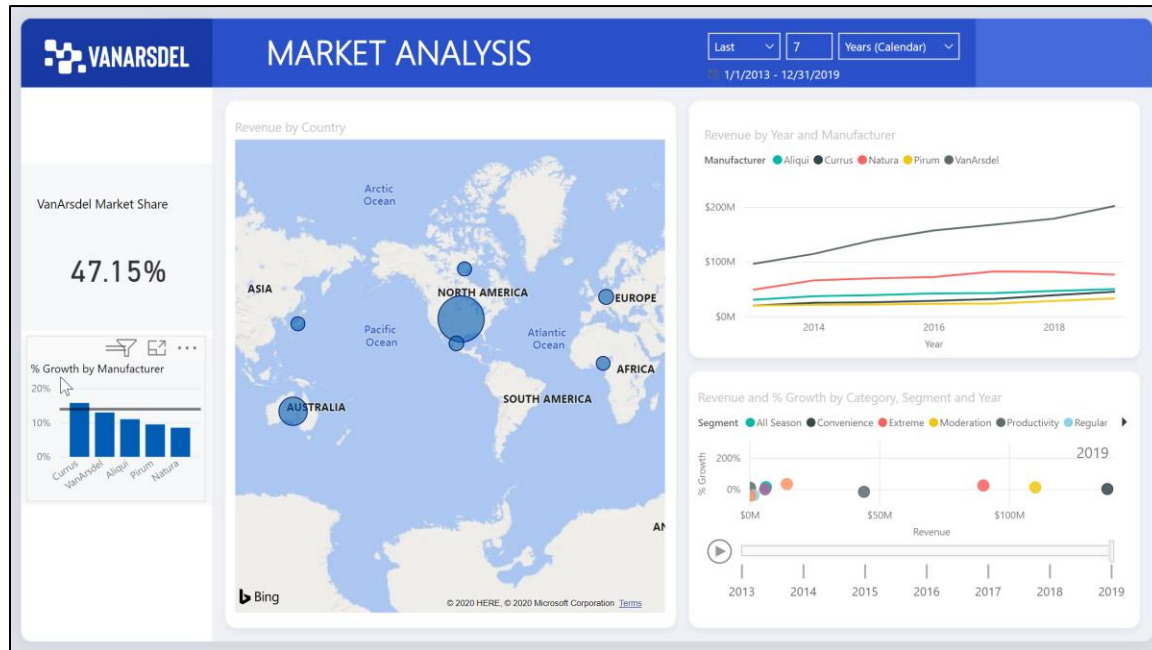 VANARSDEL
MARKET ANALYSIS
Last
7
Years (Calendar)
1/1/2013 - 12/31/2019
VanArsdel Market Share
47.15%
% Growth by Manufacturer
20%
10%
0%
Currus
VanArsdel
Aliqui
Pirum
Natura
Revenue by Country
Arctic
Ocean
ASIA
NORTH AMERICA
EUROPE
Pacific
Ocean
Atlantic
Ocean
AFRICA
SOUTH AMERICA
AUSTRALIA
AN
Bing
© 2020 HERE, © 2020 Microsoft Corporation Terms
Revenue by Year and Manufacturer
Manufacturer Aliqui Currus Natura Pirum VanArsdel
$200M
$100M
$0M
2014 2016 2018
Year
Revenue and % Growth by Category, Segment and Year
Segment All Season Convenience Extreme Moderation Productivity Regular
% Growth
200%
0%
2019
$0M $50M $100M
Revenue
2013 2014 2015 2016 2017 2018 2019